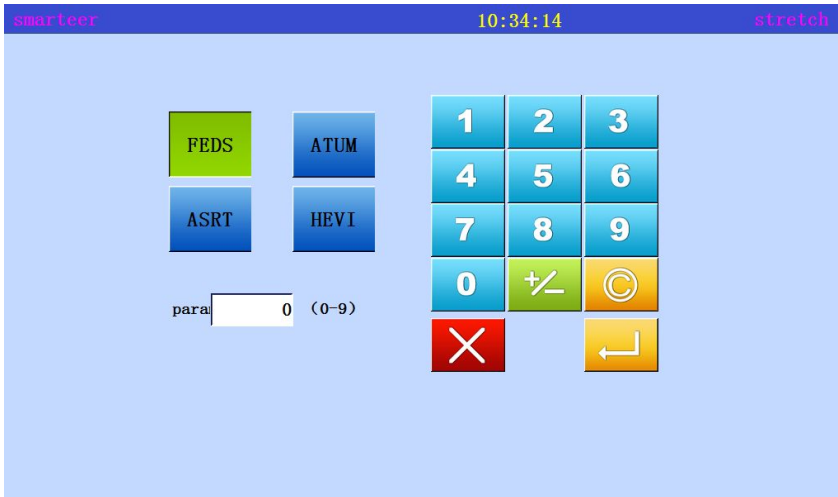 smarteer 10:34:14 stretch
FEDS ATUM
ASRT HEVI
para 0 (0-9)
1 2 3
4 5 6
7 8 9
0 +/- ©